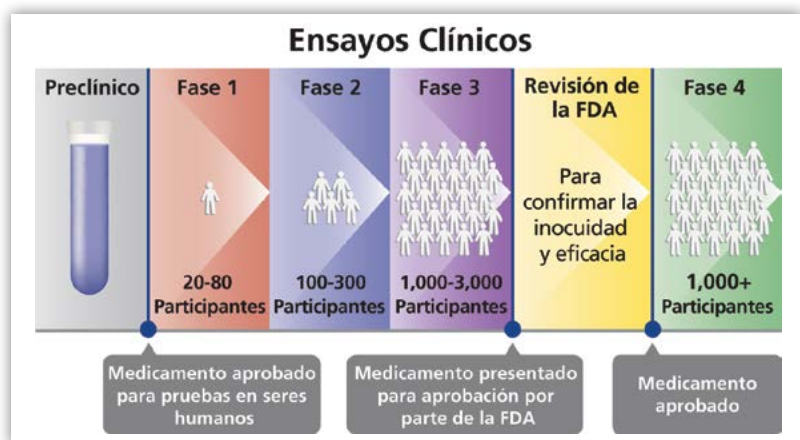 Ensayos Clínicos
Preclínico
Fase 1
20-80
Participantes
Fase 2
100-300
Participantes
Fase 3
1,000-3,000
Participantes
Revisión de
la FDA
Para
confirmar la
inocuidad
y eficacia
Fase 4
1,000+
Participantes
Medicamento aprobado
para pruebas en seres
humanos
Medicamento presentado
para aprobación por
parte de la FDA
Medicamento
aprobado